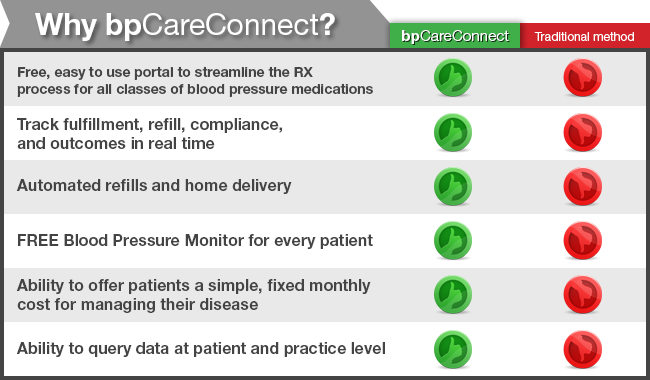 Why bpCareConnect?
bpCareConnect
Traditional method
Free, easy to use portal to streamline the RX
process for all classes of blood pressure medications
Track fulfillment, refill, compliance,
and outcomes in real time
Automated refills and home delivery
FREE Blood Pressure Monitor for every patient
Ability to offer patients a simple, fixed monthly
cost for managing their disease
Ability to query data at patient and practice level